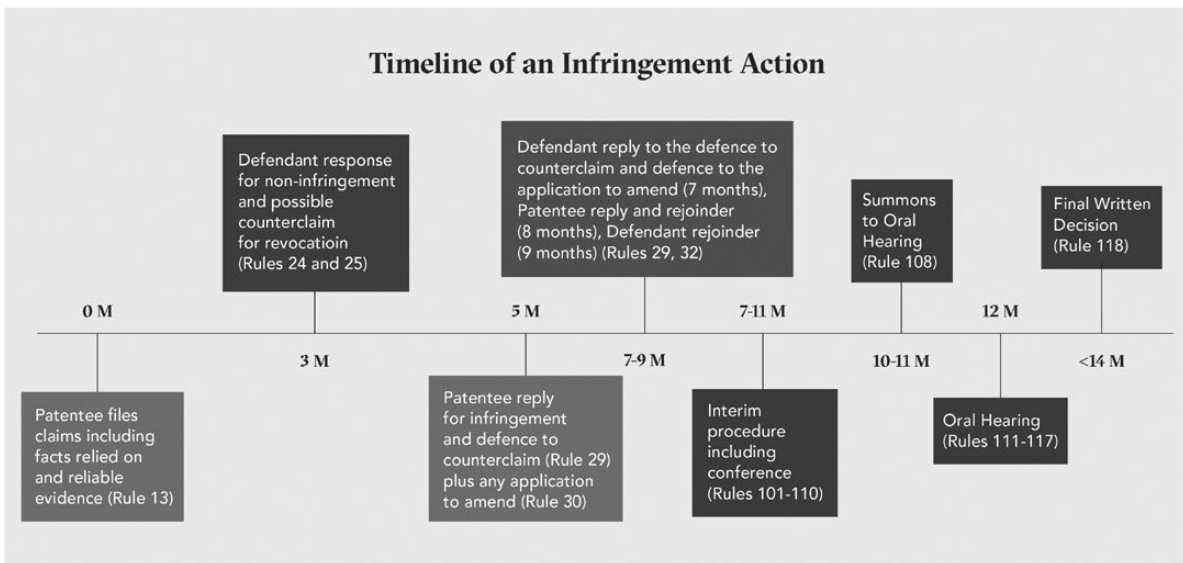 Timeline of an Infringement Action
Defendant response
for non-infringement
and possible
counterclaim
for revocatioin
(Rules 24 and 25)
Defendant reply to the defence to
counterclaim and defence to the
application to amend (7 months),
Patentee reply and rejoinder
(8 months), Defendant rejoinder
(9 months) (Rules 29, 32)
Summons
to Oral
Hearing
(Rule 108)
Final Written
Decision
(Rule 118)
0 M
5 M
7-11 M
12 M
3 M
7-9 M
10-11 M
<14 M
Patentee files
claims including
facts relied on
and reliable
evidence (Rule 13)
Patentee reply
for infringement
and defence to
counterclaim (Rule 29)
plus any application
to amend (Rule 30)
Interim
procedure
including
conference
(Rules 101-110)
Oral Hearing
(Rules 111-117)